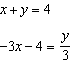 x + y = 4
−3x − 4 = y/3